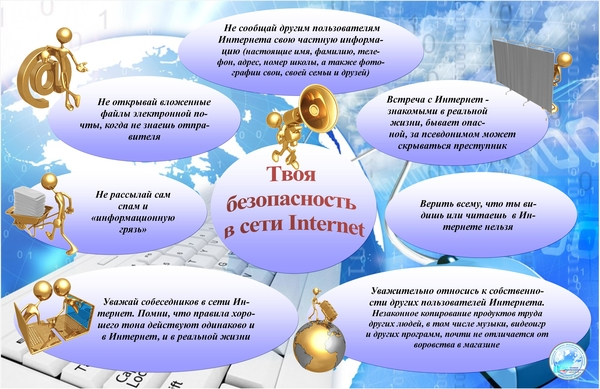 Не сообщай другим пользователям
Интернета свою частную информа-
цию (настоящие имя, фамилию, теле-
фон, адрес, номер школы, а также фото-
графии свои, своей семьи и друзей)
Не открывай вложенные
файлы электронной по-
чты, когда не знаешь отпра-
вителя
Встреча с Интернет -
знакомыми в реальной
жизни, бывает опас-
ной, за псевдонимом может
скрываться преступник
Твоя
безопасность
в сети Internet
Не рассылай сам
спам и
«информационную
грязь»
Верить всему, что ты ви-
дишь или читаешь в Ин-
тернете нельзя
Уважай собеседников в сети Ин-
тернет. Помни, что правила хоро-
шего тона действуют одинаково и
в Интернет, и в реальной жизни
Уважительно относись к собственно-
сти других пользователей Интернета.
Незаконное копирование продуктов труда
других людей, в том числе музыки, видеоигр
и других программ, почти не отличается от
воровства в магазине